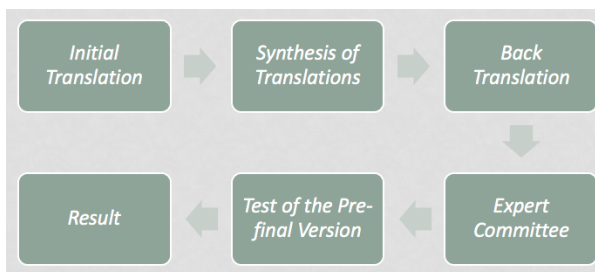 Initial
Translation
Synthesis of
Translations
Back
Translation
Expert
Committee
Test of the Pre-
final Version
Result